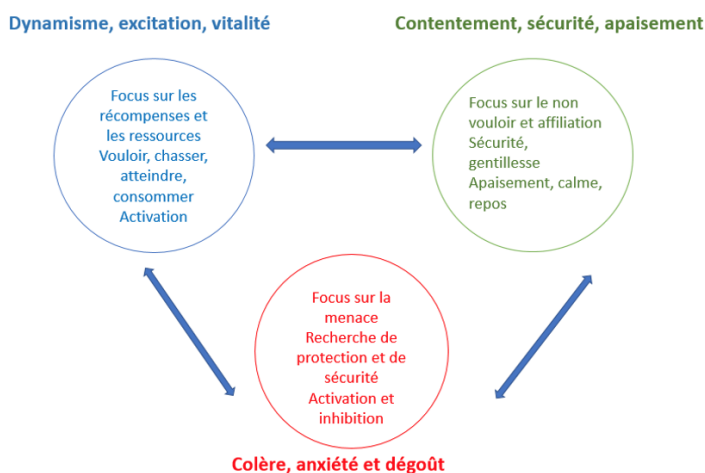 Dynamisme, excitation, vitalité
Contentement, sécurité, apaisement
Focus sur les
récompenses et
les ressources
Vouloir, chasser,
atteindre,
consommer
Activation
Focus sur le non
vouloir et affiliation
Sécurité,
gentillesse
Apaisement, calme,
repos
Focus sur la
menace
Recherche de
protection et de
sécurité
Activation et
inhibition
Colère, anxiété et dégoût